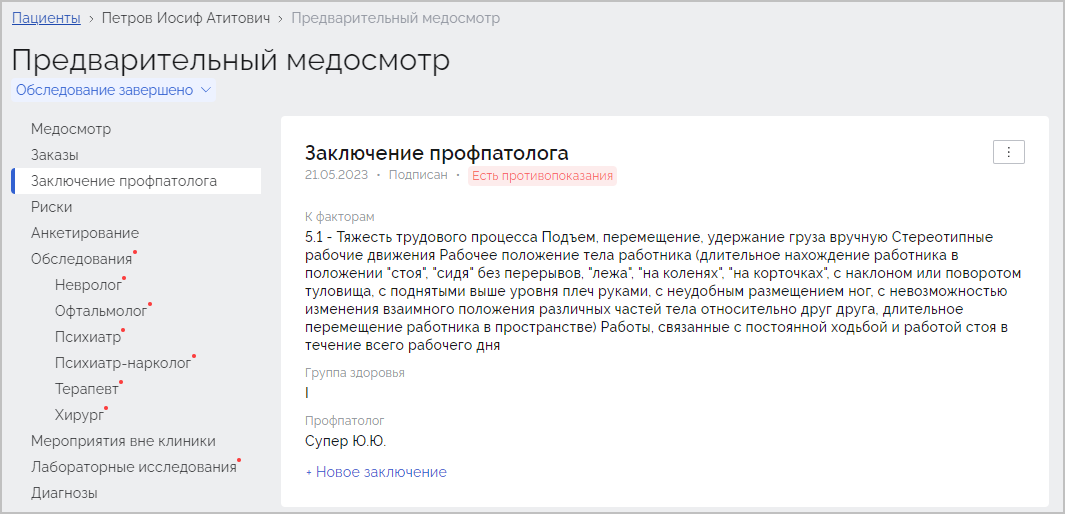 Пациенты > Петров Иосиф Атитович > Предварительный медосмотр
Предварительный медосмотр
Обследование завершено
Медосмотр
Заказы
Заключение профпатолога
Риски
Анкетирование
Обследования
Невролог
Офтальмолог
Психиатр
Психиатр-нарколог
Терапевт
Хирург
Мероприятия вне клиники
Лабораторные исследования
Диагнозы
Заключение профпатолога
21.05.2023 • Подписан • Есть противопоказания
К факторам
5.1 - Тяжесть трудового процесса Подъем, перемещение, удержание груза вручную Стереотипные
рабочие движения Рабочее положение тела работника (длительное нахождение работника в
положении "стоя", "сидя" без перерывов, "лежа", "на коленях", "на корточках", с наклоном или поворотом
туловища, с поднятыми выше уровня плеч руками, с неудобным размещением ног, с невозможностью
изменения взаимного положения различных частей тела относительно друг друга, длительное
перемещение работника в пространстве) Работы, связанные с постоянной ходьбой и работой стоя в
течение всего рабочего дня
Группа здоровья
I
Профпатолог
Супер Ю.Ю.
+ Новое заключение